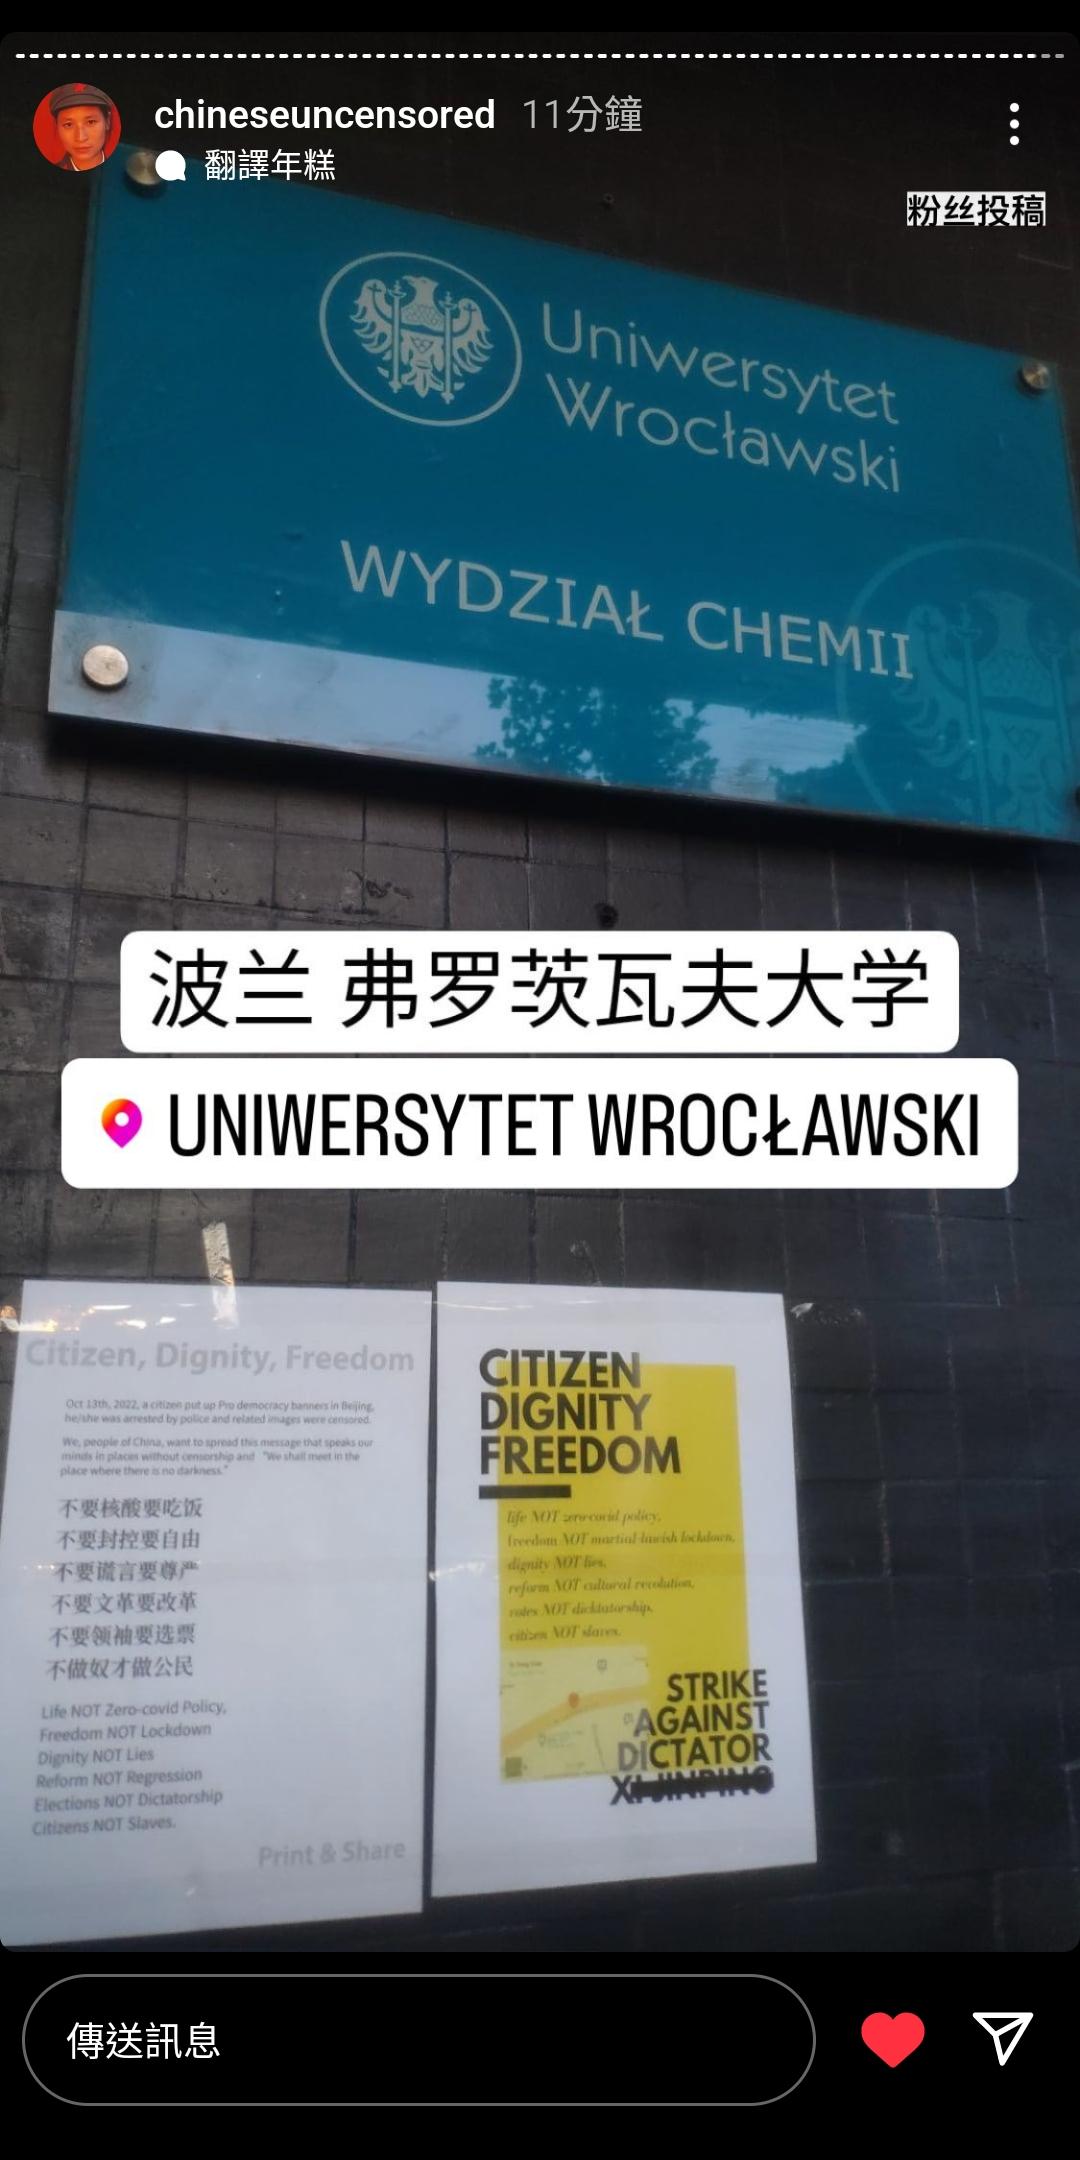 chineseuncensored 11分鐘
翻譯年糕
粉丝投稿
Uniwersytet
Wrocławski
WYDZIAŁ CHEMII
波兰 弗罗茨瓦夫大学
UNIWERSYTET WROCŁAWSKI
Citizen, Dignity, Freedom
Oct 13th, 2022, a citizen put up Pro democracy banners in Beijing,
he/she was arrested by police and related images were censored.
We, people of China, want to spread this message that speaks our
minds in places without censorship and "We shall meet in the
place where there is no darkness."
不要核酸要吃饭
不要封控要自由
不要谎言要尊严
不要文革要改革
不要领袖要选票
不做奴才做公民
Life NOT Zero-covid Policy,
Freedom NOT Lockdown
Dignity NOT Lies
Reform NOT Regression
Elections NOT Dictatorship
Citizens NOT Slaves.
Print & Share
CITIZEN
DIGNITY
FREEDOM
life NOT zero-covid policy,
freedom NOT martial-lawish lockdown,
dignity NOT lies,
reform NOT cultural revolution,
votes NOT dicktatorship,
citizen NOT slaves.
STRIKE
AGAINST
DICTATOR
XI JINPING
傳送訊息